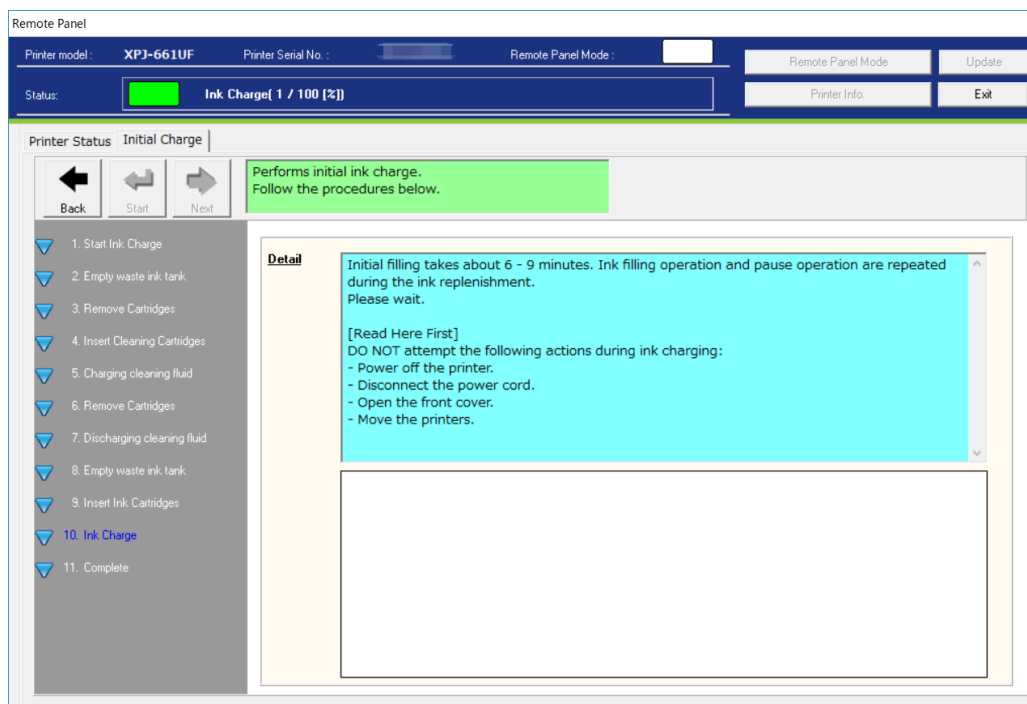 Remote Panel
Printer model : XPJ-661UF Printer Serial No. : Remote Panel Mode :
Remote Panel Mode Update
Status: Ink Charge( 1 / 100 [%])
Printer Info. Exit
Printer Status Initial Charge
Back Start Next
Performs initial ink charge.
Follow the procedures below.
1. Start Ink Charge
2. Empty waste ink tank
3. Remove Cartridges
4. Insert Cleaning Cartridges
5. Charging cleaning fluid
6. Remove Cartridges
7. Discharging cleaning fluid
8. Empty waste ink tank
9. Insert Ink Cartridges
10. Ink Charge
11. Complete
Detail
Initial filling takes about 6 - 9 minutes. Ink filling operation and pause operation are repeated
during the ink replenishment.
Please wait.
[Read Here First]
DO NOT attempt the following actions during ink charging:
- Power off the printer.
- Disconnect the power cord.
- Open the front cover.
- Move the printers.